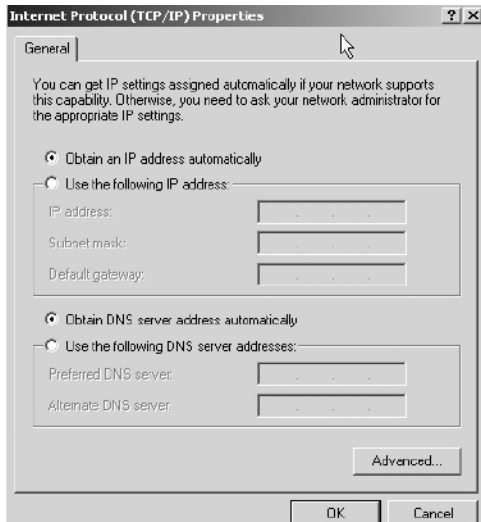 Internet Protocol (TCP/IP) Properties
General
You can get IP settings assigned automatically if your network supports
this capability. Otherwise, you need to ask your network administrator for
the appropriate IP settings.
Obtain an IP address automatically
Use the following IP address:
IP address:
Subnet mask:
Default gateway:
Obtain DNS server address automatically
Use the following DNS server addresses:
Preferred DNS server:
Alternate DNS server:
Advanced...
OK Cancel